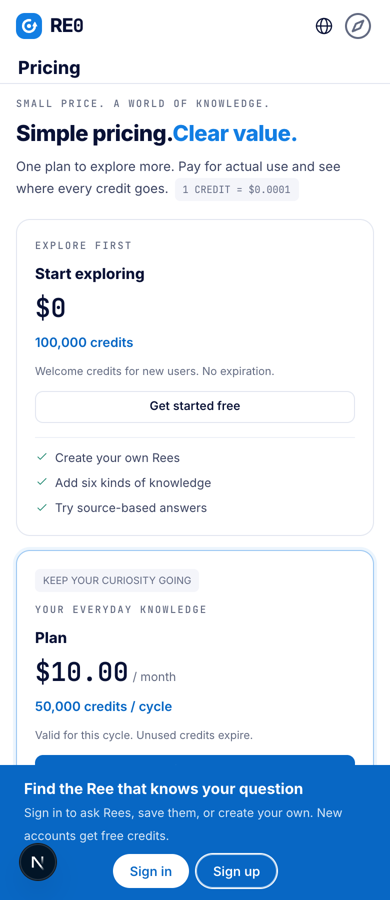 RE0
Pricing
SMALL PRICE. A WORLD OF KNOWLEDGE.
Simple pricing.Clear value.
One plan to explore more. Pay for actual use and see
where every credit goes. 1 CREDIT = $0.0001
EXPLORE FIRST
Start exploring
$0
100,000 credits
Welcome credits for new users. No expiration.
Get started free
Create your own Rees
Add six kinds of knowledge
Try source-based answers
KEEP YOUR CURIOSITY GOING
YOUR EVERYDAY KNOWLEDGE
Plan
$10.00 / month
50,000 credits / cycle
Valid for this cycle. Unused credits expire.
Find the Ree that knows your question
Sign in to ask Rees, save them, or create your own. New
accounts get free credits.
N
Sign in Sign up